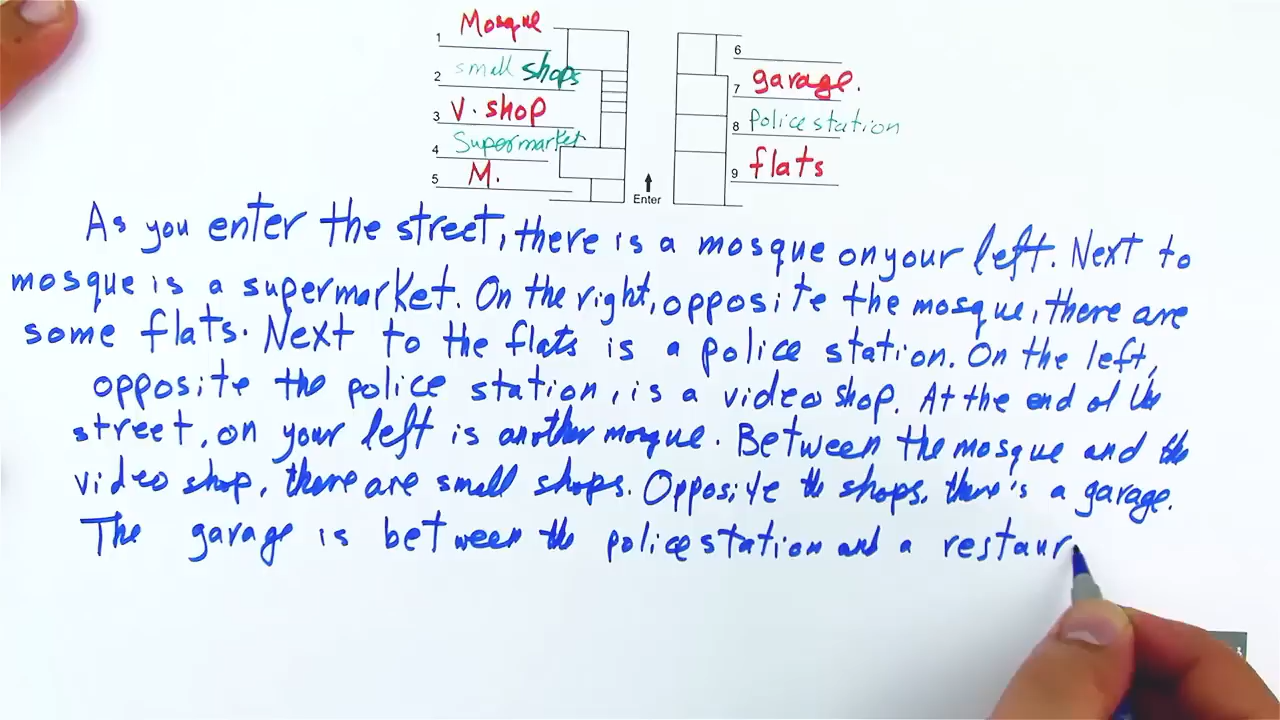 1 Mosque
2 small shops
3 V. shop
4 Supermarket
5 M.
6
7 garage.
8 Police station
9 flats
Enter
As you enter the street, there is a mosque on your left. Next to
mosque is a supermarket. On the right, opposite the mosque, there are
some flats. Next to the flats is a police station. On the left,
opposite the police station, is a video shop. At the end of the
street, on your left is another mosque. Between the mosque and the
video shop, there are small shops. Opposite the shops, there's a garage.
The garage is between the police station and a restaur